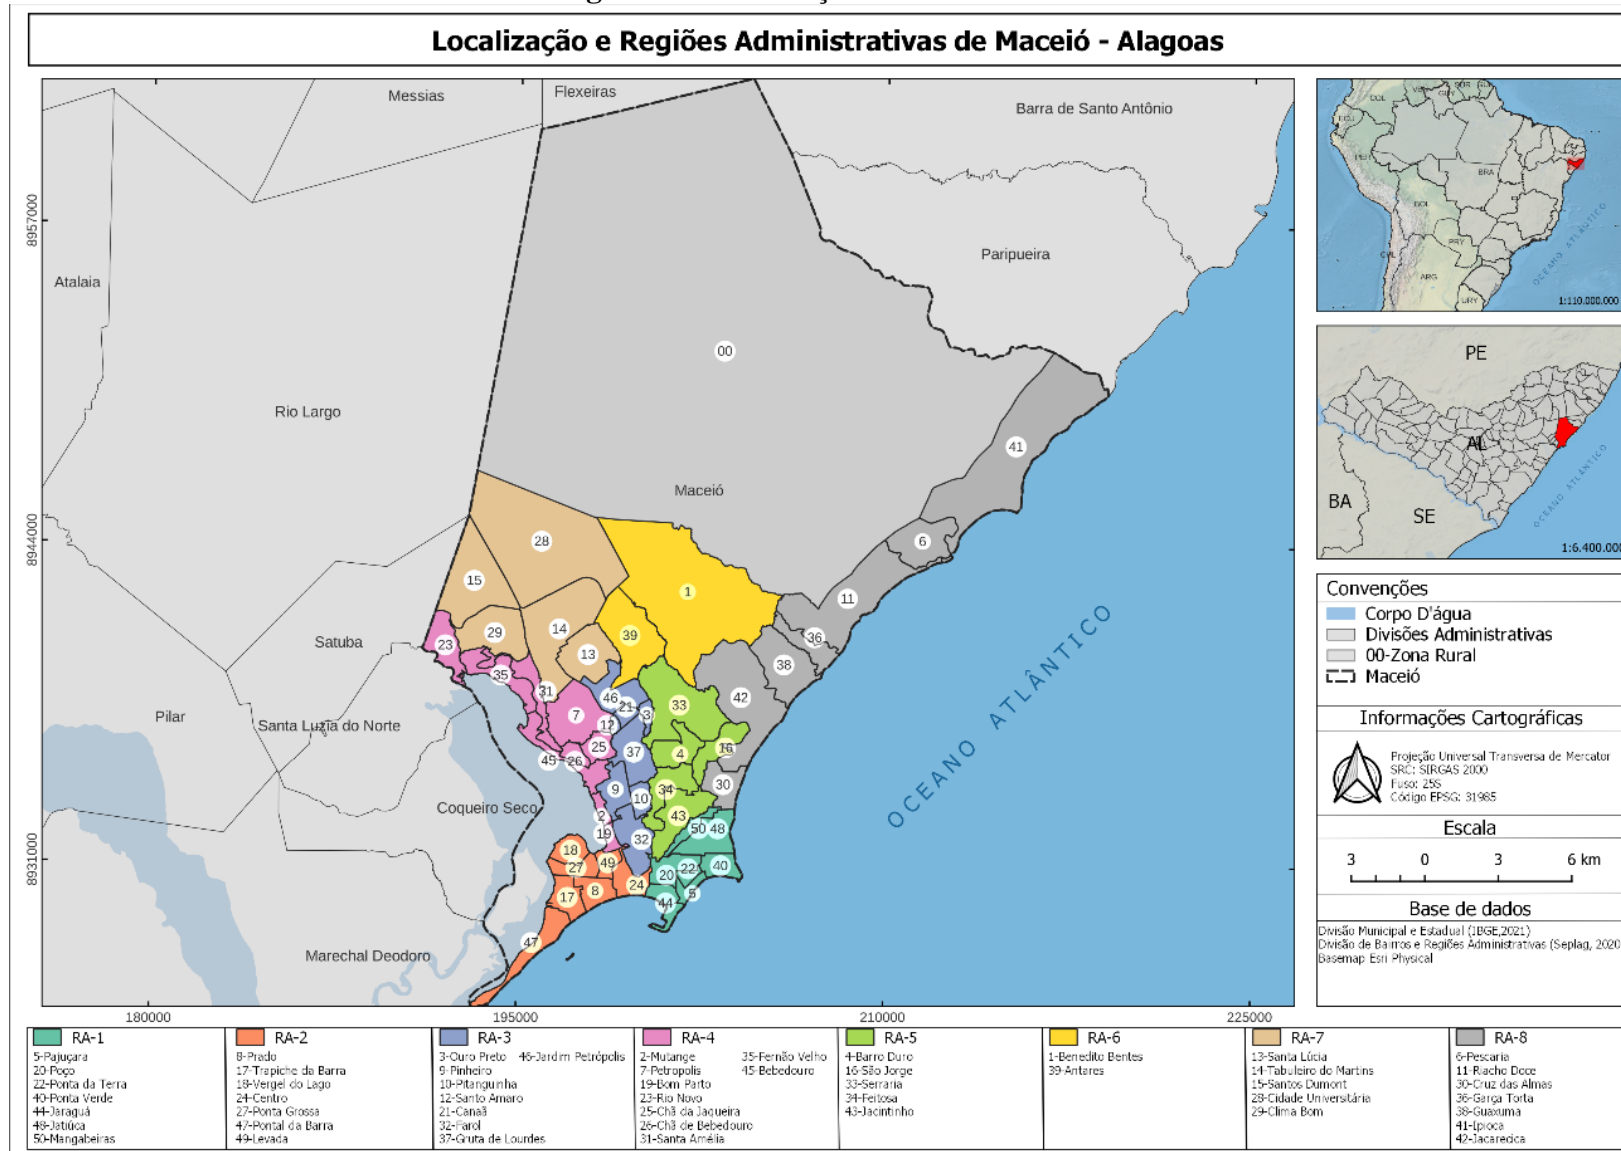 Localização e Regiões Administrativas de Maceió - Alagoas
Messias
Flexeiras
Barra de Santo Antônio
Paripueira
Atalaia
Rio Largo
Maceió
Satuba
Pilar
Santa Luzia do Norte
Coqueiro Seco
Marechal Deodoro
OCEANO ATLÂNTICO
00
41
6
11
36
38
42
28
15
14
29
13
23
35
31
1
39
46
21
3
33
7
12
25
37
4
16
45
26
9
10
34
30
43
2
19
32
50
48
18
27
49
24
20
22
40
17
8
5
44
47
8957000
8944000
8931000
180000
195000
210000
225000
COL
ECU
PER
BRA
BOL
PRY
CHL
ARG
URY
OCEANO ATLÂNTICO
1:110.000.000
PE
AL
BA
SE
OCEANO ATLÂNTICO
1:6.400.000
Convenções
Corpo D'água
Divisões Administrativas
00-Zona Rural
Maceió
Informações Cartográficas
Projeção Universal Transversa de Mercator
SRC: SIRGAS 2000
Fuso: 25S
Código EPSG: 31985
Escala
3 0 3 6 km
Base de dados
Divisão Municipal e Estadual (IBGE,2021)
Divisão de Bairros e Regiões Administrativas (Seplag, 2020
Basemap Esri Physical
RA-1
5-Pajuçara
20-Poço
22-Ponta da Terra
40-Ponta Verde
44-Jaraguá
48-Jatiúca
50-Mangabeiras
RA-2
8-Prado
17-Trapiche da Barra
18-Vergel do Lago
24-Centro
27-Ponta Grossa
47-Pontal da Barra
49-Levada
RA-3
3-Ouro Preto 46-Jardim Petrópolis
9-Pinheiro
10-Pitanguinha
12-Santo Amaro
21-Canaã
32-Farol
37-Gruta de Lourdes
RA-4
2-Mutange 35-Fernão Velho
7-Petropolis 45-Bebedouro
19-Bom Parto
23-Rio Novo
25-Chã da Jaqueira
26-Chã de Bebedouro
31-Santa Amélia
RA-5
4-Barro Duro
16-São Jorge
33-Serraria
34-Feitosa
43-Jacintinho
RA-6
1-Benedito Bentes
39-Antares
RA-7
13-Santa Lúcia
14-Tabuleiro do Martins
15-Santos Dumont
28-Cidade Universitária
29-Clima Bom
RA-8
6-Pescaria
11-Riacho Doce
30-Cruz das Almas
36-Garça Torta
38-Guaxuma
41-Ipioca
42-Jacarecica